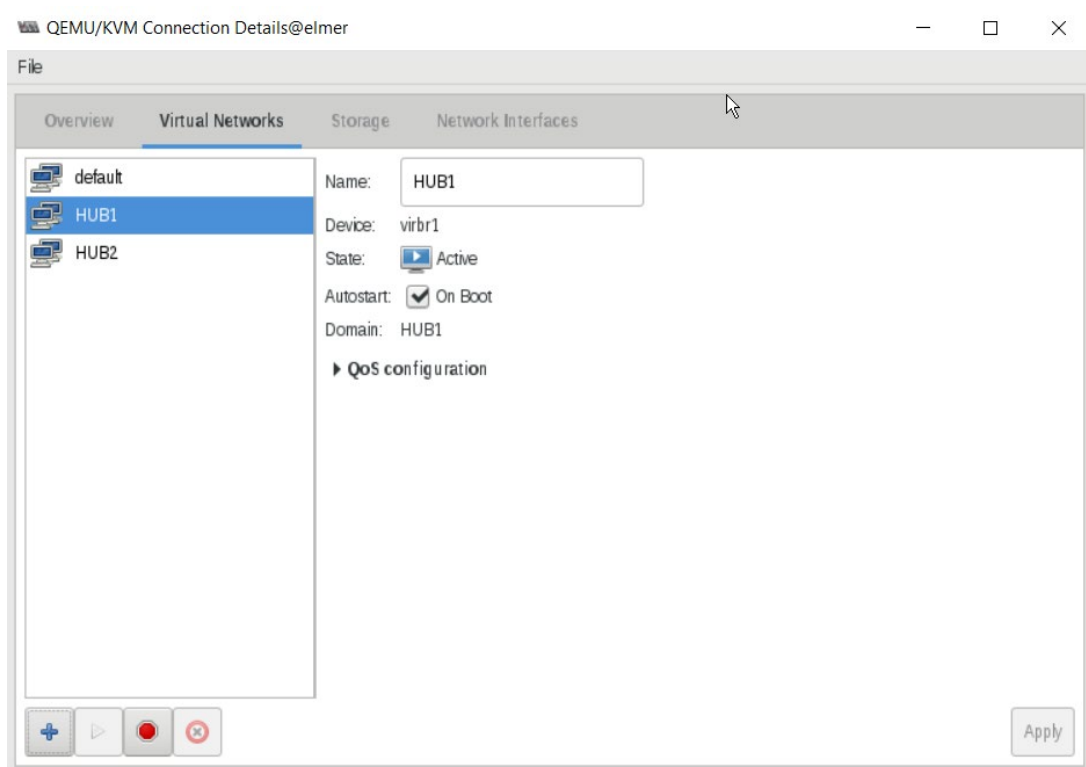 QEMU/KVM Connection Details@elmer
File
Overview Virtual Networks Storage Network Interfaces
default
HUB1
HUB2
Name: HUB1
Device: virbr1
State: Active
Autostart: On Boot
Domain: HUB1
QoS configuration
Apply